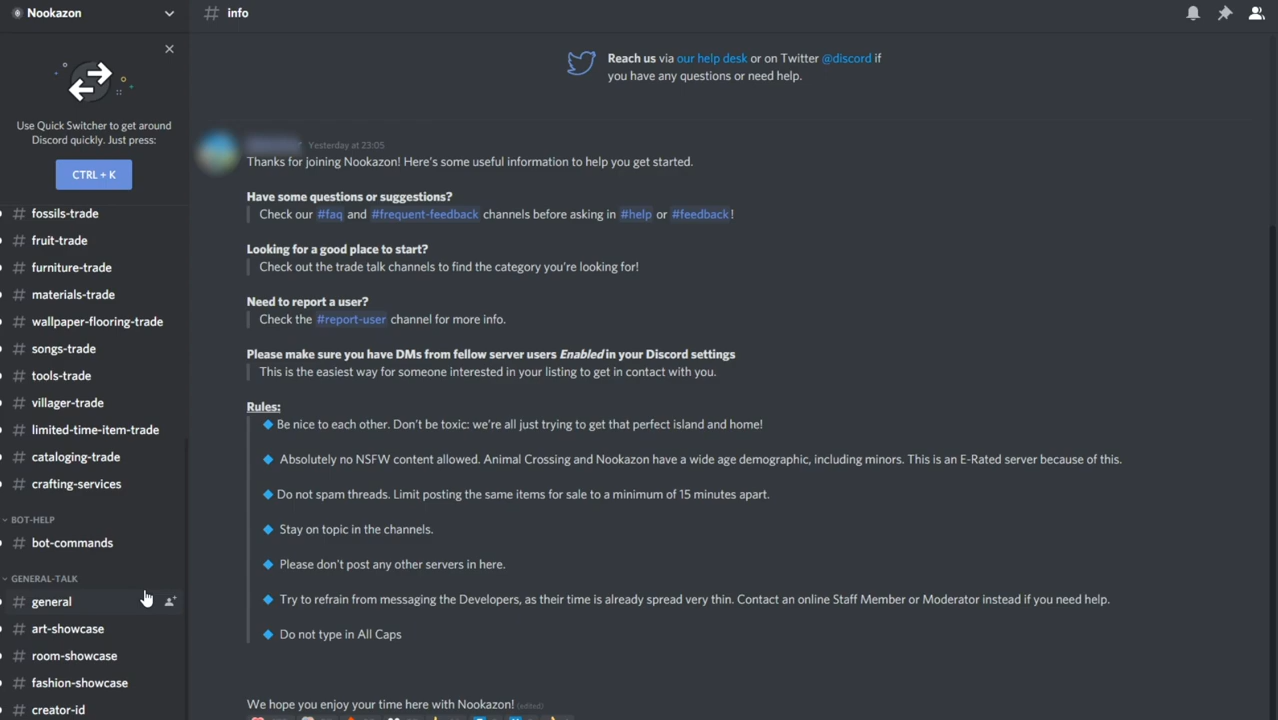 Nookazon
# info
Reach us via our help desk or on Twitter @discord if
you have any questions or need help.
Use Quick Switcher to get around
Discord quickly. Just press:
CTRL + K
# fossils-trade
# fruit-trade
# furniture-trade
# materials-trade
# wallpaper-flooring-trade
# songs-trade
# tools-trade
# villager-trade
# limited-time-item-trade
# cataloging-trade
# crafting-services
BOT-HELP
# bot-commands
GENERAL-TALK
# general
# art-showcase
# room-showcase
# fashion-showcase
# creator-id
Yesterday at 23:05
Thanks for joining Nookazon! Here's some useful information to help you get started.
Have some questions or suggestions?
Check our #faq and #frequent-feedback channels before asking in #help or #feedback!
Looking for a good place to start?
Check out the trade talk channels to find the category you're looking for!
Need to report a user?
Check the #report-user channel for more info.
Please make sure you have DMs from fellow server users Enabled in your Discord settings
This is the easiest way for someone interested in your listing to get in contact with you.
Rules:
Be nice to each other. Don't be toxic: we're all just trying to get that perfect island and home!
Absolutely no NSFW content allowed. Animal Crossing and Nookazon have a wide age demographic, including minors. This is an E-Rated server because of this.
Do not spam threads. Limit posting the same items for sale to a minimum of 15 minutes apart.
Stay on topic in the channels.
Please don't post any other servers in here.
Try to refrain from messaging the Developers, as their time is already spread very thin. Contact an online Staff Member or Moderator instead if you need help.
Do not type in All Caps
We hope you enjoy your time here with Nookazon! (edited)